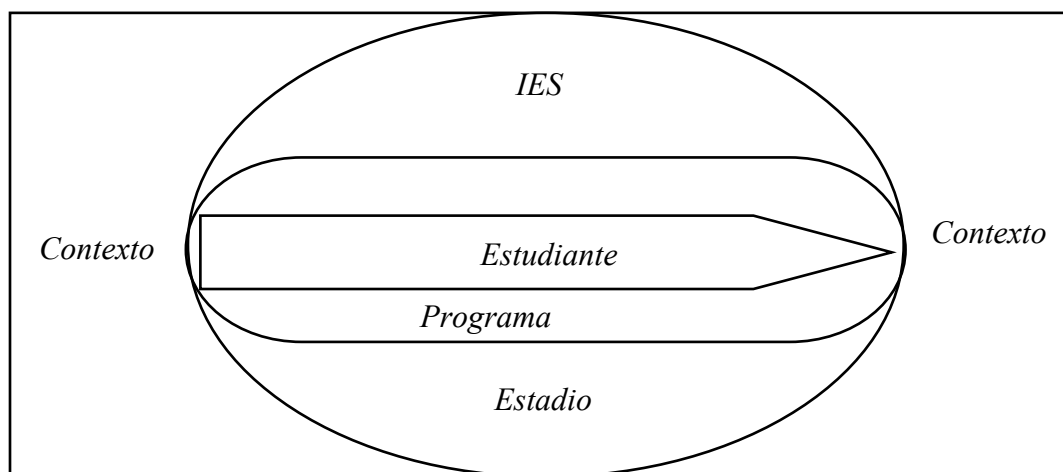 IES
Contexto
Estudiante
Contexto
Programa
Estadio